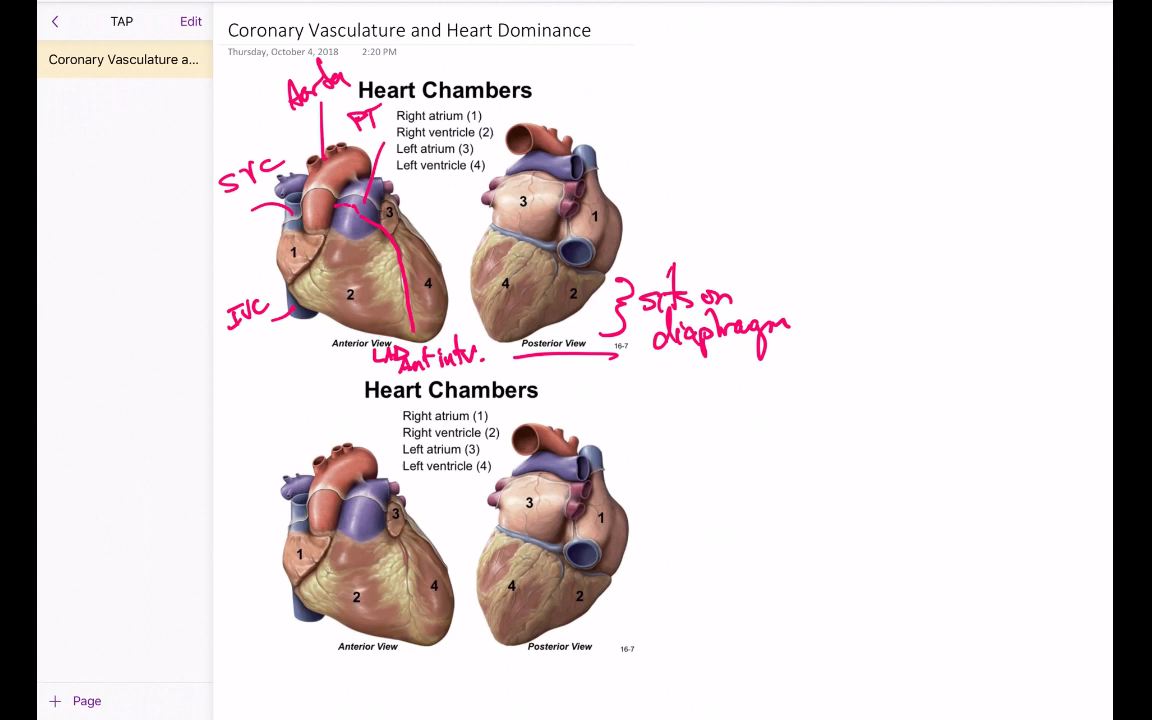 TAP
Edit
Coronary Vasculature a...
Coronary Vasculature and Heart Dominance
Thursday, October 4, 2018 2:20 PM
Aorta
Heart Chambers
PT
Right atrium (1)
Right ventricle (2)
Left atrium (3)
Left ventricle (4)
SVC
3
3
1
1
4
2
4
2
IVC
sits on
diaphragm
Anterior View
Posterior View
16-7
LAD
Ant intv.
Heart Chambers
Right atrium (1)
Right ventricle (2)
Left atrium (3)
Left ventricle (4)
3
3
1
1
4
2
4
2
Anterior View
Posterior View
16-7
+ Page